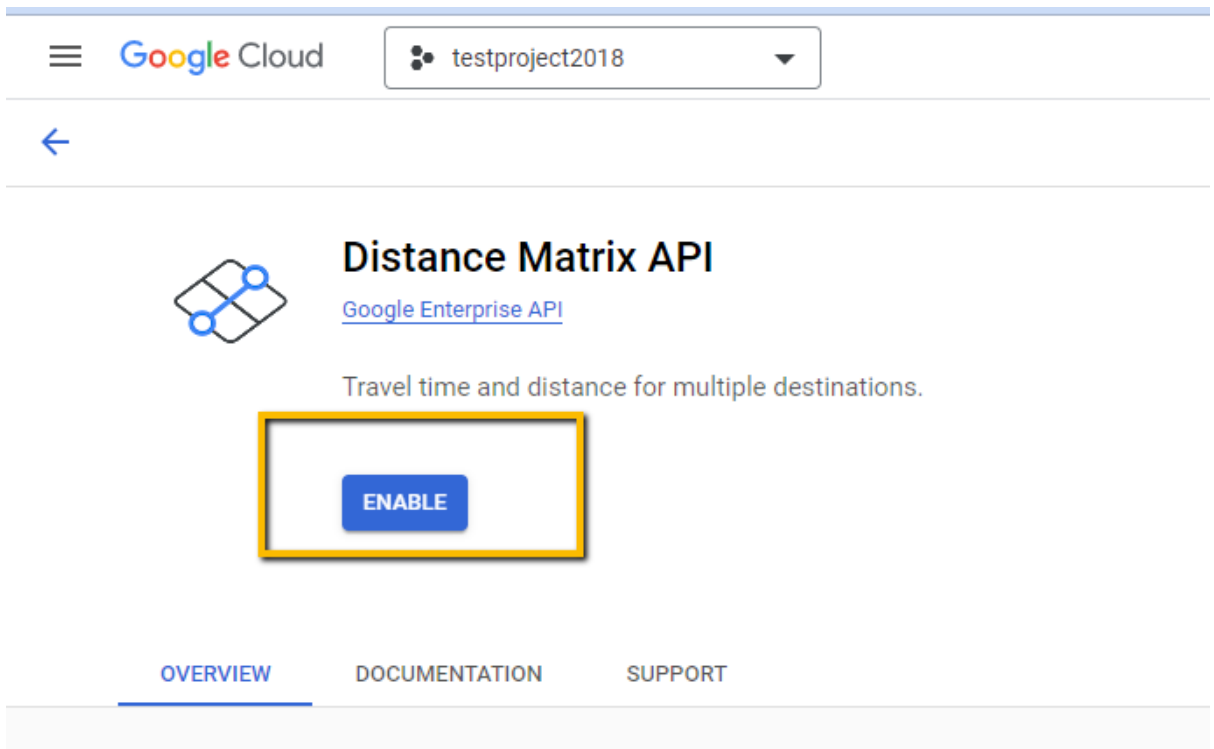 Google Cloud
testproject2018
Distance Matrix API
Google Enterprise API
Travel time and distance for multiple destinations.
ENABLE
OVERVIEW
DOCUMENTATION
SUPPORT